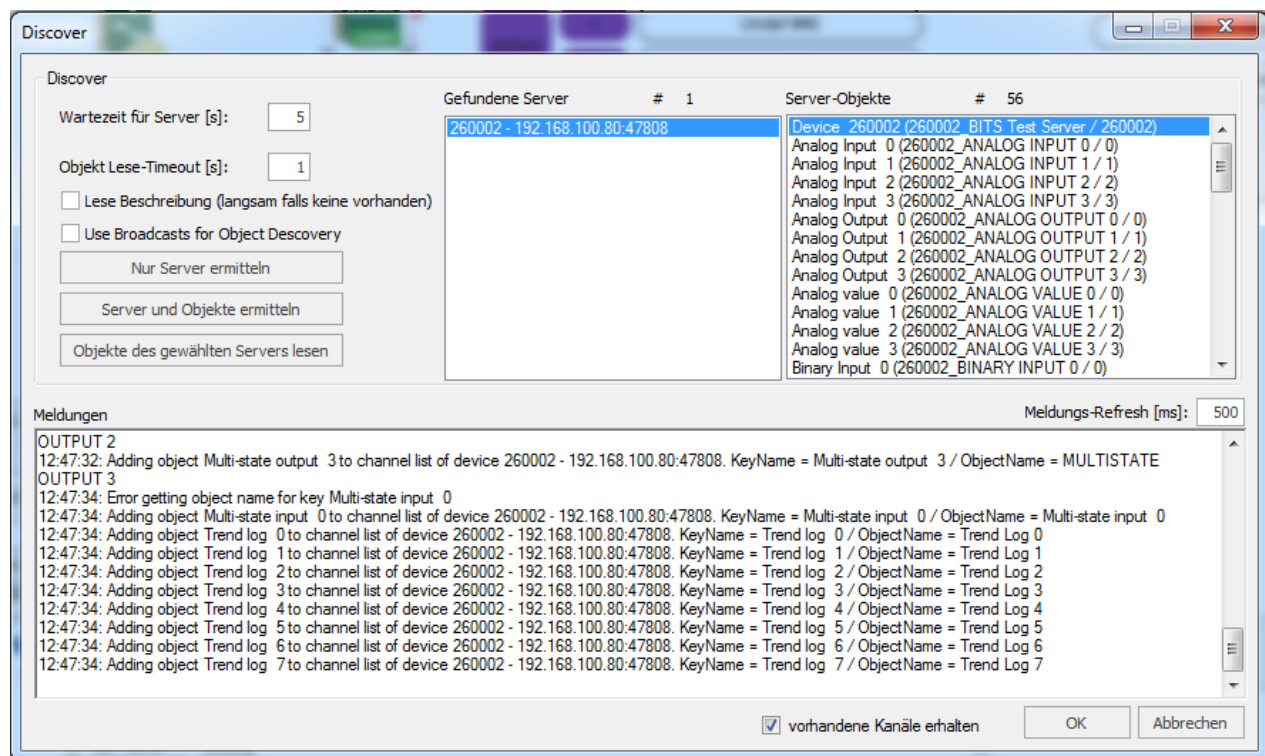 Discover
Discover
Wartezeit für Server [s]: 5
Objekt Lese-Timeout [s]: 1
Lese Beschreibung (langsam falls keine vorhanden)
Use Broadcasts for Object Descovery
Nur Server ermitteln
Server und Objekte ermitteln
Objekte des gewählten Servers lesen
Gefundene Server # 1
260002 - 192.168.100.80:47808
Server-Objekte # 56
Device 260002 (260002_BITS Test Server / 260002)
Analog Input 0 (260002_ANALOG INPUT 0 / 0)
Analog Input 1 (260002_ANALOG INPUT 1 / 1)
Analog Input 2 (260002_ANALOG INPUT 2 / 2)
Analog Input 3 (260002_ANALOG INPUT 3 / 3)
Analog Output 0 (260002_ANALOG OUTPUT 0 / 0)
Analog Output 1 (260002_ANALOG OUTPUT 1 / 1)
Analog Output 2 (260002_ANALOG OUTPUT 2 / 2)
Analog Output 3 (260002_ANALOG OUTPUT 3 / 3)
Analog value 0 (260002_ANALOG VALUE 0 / 0)
Analog value 1 (260002_ANALOG VALUE 1 / 1)
Analog value 2 (260002_ANALOG VALUE 2 / 2)
Analog value 3 (260002_ANALOG VALUE 3 / 3)
Binary Input 0 (260002_BINARY INPUT 0 / 0)
Meldungen
Meldungs-Refresh [ms]: 500
OUTPUT 2
12:47:32: Adding object Multi-state output 3 to channel list of device 260002 - 192.168.100.80:47808. KeyName = Multi-state output 3 / ObjectName = MULTISTATE
OUTPUT 3
12:47:34: Error getting object name for key Multi-state input 0
12:47:34: Adding object Multi-state input 0 to channel list of device 260002 - 192.168.100.80:47808. KeyName = Multi-state input 0 / ObjectName = Multi-state input 0
12:47:34: Adding object Trend log 0 to channel list of device 260002 - 192.168.100.80:47808. KeyName = Trend log 0 / ObjectName = Trend Log 0
12:47:34: Adding object Trend log 1 to channel list of device 260002 - 192.168.100.80:47808. KeyName = Trend log 1 / ObjectName = Trend Log 1
12:47:34: Adding object Trend log 2 to channel list of device 260002 - 192.168.100.80:47808. KeyName = Trend log 2 / ObjectName = Trend Log 2
12:47:34: Adding object Trend log 3 to channel list of device 260002 - 192.168.100.80:47808. KeyName = Trend log 3 / ObjectName = Trend Log 3
12:47:34: Adding object Trend log 4 to channel list of device 260002 - 192.168.100.80:47808. KeyName = Trend log 4 / ObjectName = Trend Log 4
12:47:34: Adding object Trend log 5 to channel list of device 260002 - 192.168.100.80:47808. KeyName = Trend log 5 / ObjectName = Trend Log 5
12:47:34: Adding object Trend log 6 to channel list of device 260002 - 192.168.100.80:47808. KeyName = Trend log 6 / ObjectName = Trend Log 6
12:47:34: Adding object Trend log 7 to channel list of device 260002 - 192.168.100.80:47808. KeyName = Trend log 7 / ObjectName = Trend Log 7
vorhandene Kanäle erhalten
OK
Abbrechen